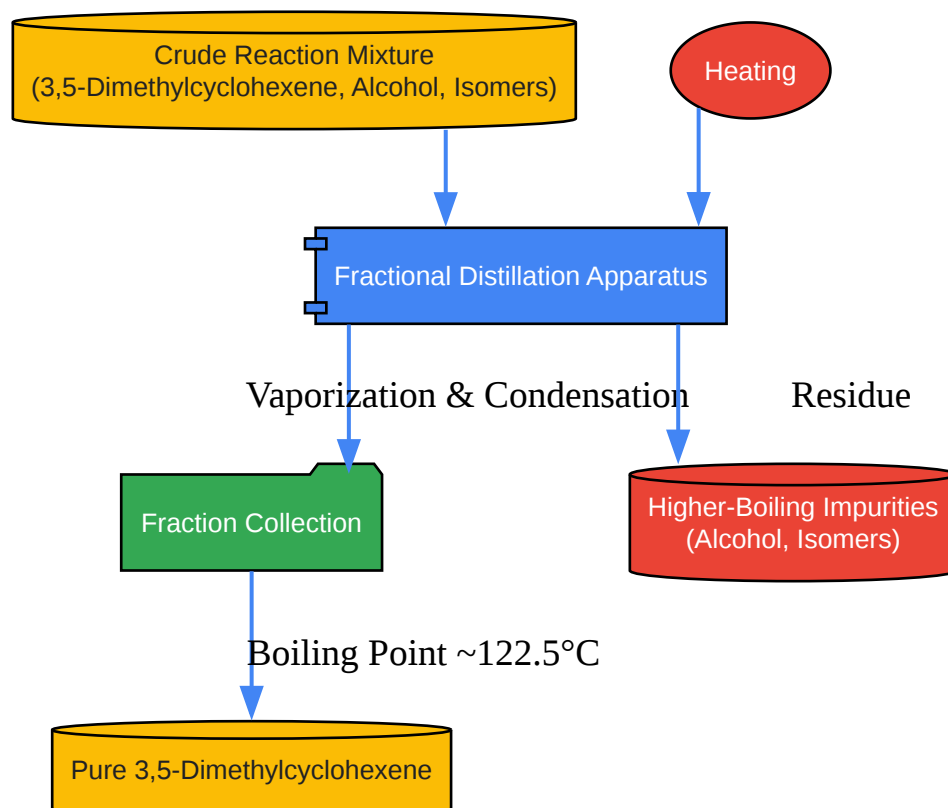 Crude Reaction Mixture
(3,5-Dimethylcyclohexene, Alcohol, Isomers)
Heating
Fractional Distillation Apparatus
Vaporization & Condensation
Residue
Fraction Collection
Higher-Boiling Impurities
(Alcohol, Isomers)
Boiling Point ~122.5°C
Pure 3,5-Dimethylcyclohexene